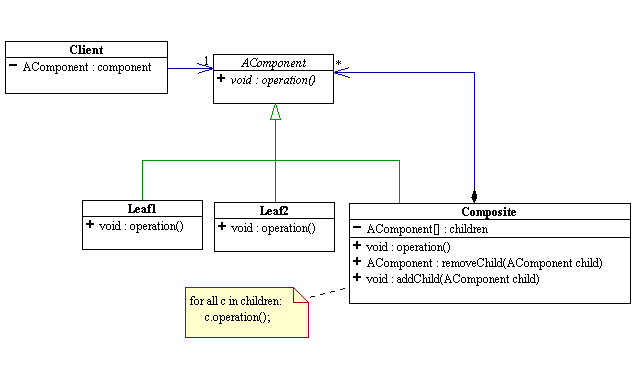 Client
− AComponent : component
1
AComponent
+ void : operation()
*
Leaf1
+ void : operation()
Leaf2
+ void : operation()
Composite
− AComponent[] : children
+ void : operation()
+ AComponent : removeChild(AComponent child)
+ void : addChild(AComponent child)
for all c in children:
c.operation();